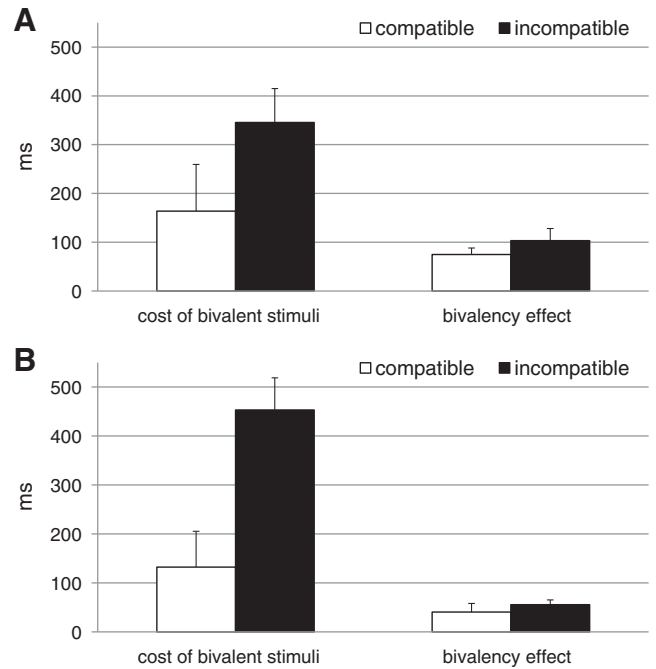 A
compatible incompatible
500
400
300
200
100
0
ms
cost of bivalent stimuli bivalency effect
B
compatible incompatible
500
400
300
200
100
0
ms
cost of bivalent stimuli bivalency effect